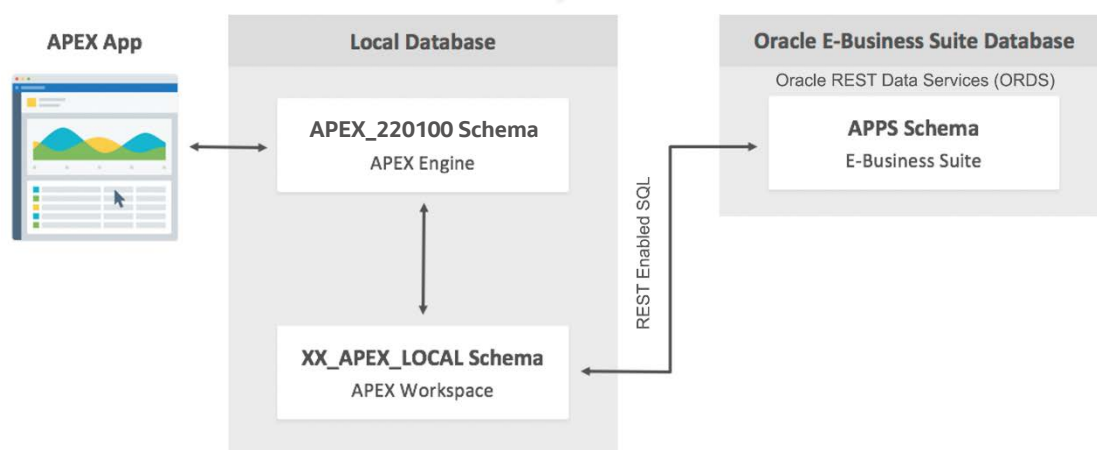 APEX App
Local Database
Oracle E-Business Suite Database
Oracle REST Data Services (ORDS)
APEX_220100 Schema
APEX Engine
APPS Schema
E-Business Suite
REST Enabled SQL
XX_APEX_LOCAL Schema
APEX Workspace